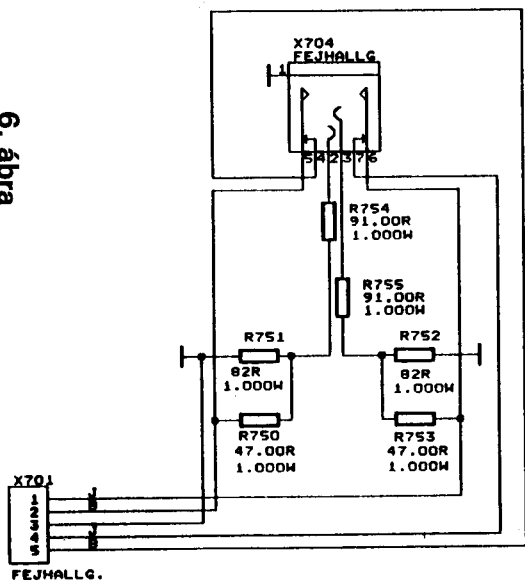 6. ábra
X704
FEJHALLG
1
5 4 2 3 7 6
R754
91.00R
1.000W
R755
91.00R
1.000W
R751
82R
1.000W
R752
82R
1.000W
R750
47.00R
1.000W
R753
47.00R
1.000W
X701
1
2
3
4
5
FEJHALLG.